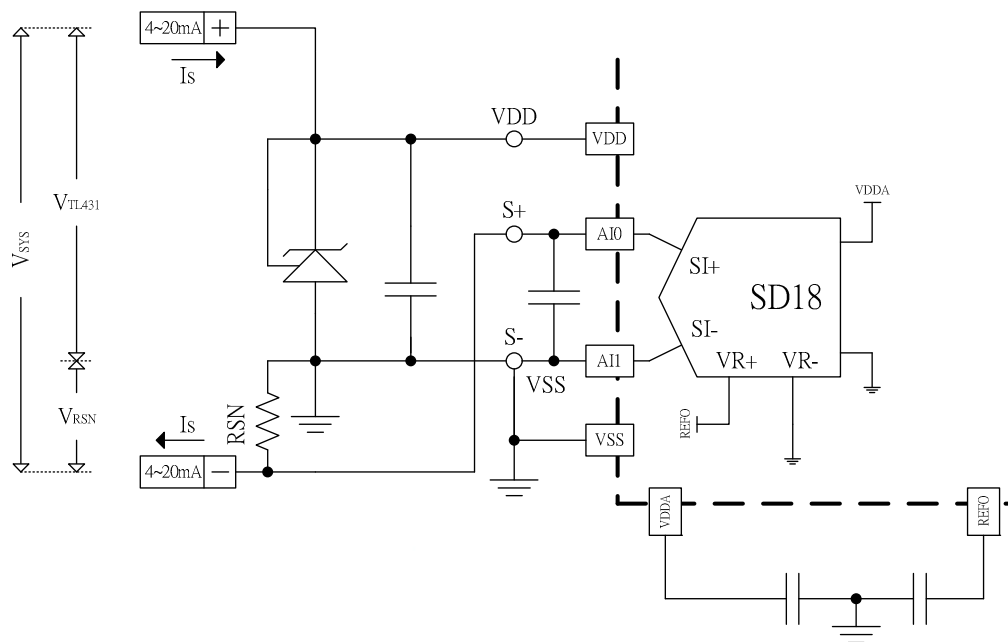 4~20mA +
Is
VDD
VDD
VTL431
VSYS
S+
AI0
VDDA
SI+
SD18
S-
AI1
SI-
VSS
VR+ VR-
VRSN
RSN
Is
REFO
VSS
4~20mA −
VDDA
REFO